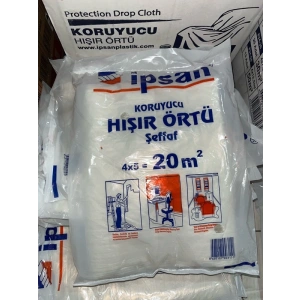 Protection Drop Cloth
KORUYUCU
HIŞIR ÖRTÜ
www.ipsanplastik.com
ipsan
KORUYUCU
HIŞIR ÖRTÜ
Şeffaf
4x5 = 20 m²